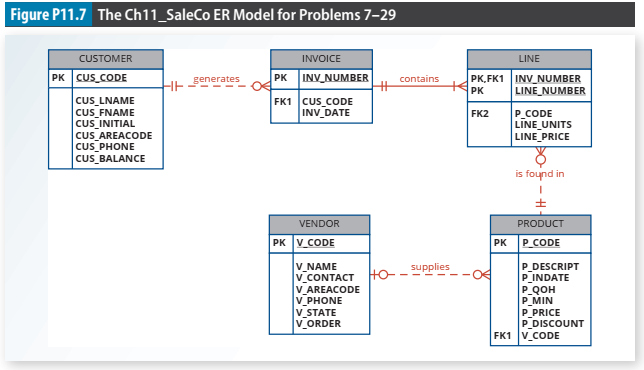 Figure P11.7 The Ch11_SaleCo ER Model for Problems 7–29
CUSTOMER
PK CUS_CODE
CUS_LNAME
CUS_FNAME
CUS_INITIAL
CUS_AREACODE
CUS_PHONE
CUS_BALANCE
generates
INVOICE
PK INV_NUMBER
FK1 CUS_CODE
INV_DATE
contains
LINE
PK,FK1 INV_NUMBER
PK LINE_NUMBER
FK2 P_CODE
LINE_UNITS
LINE_PRICE
is found in
VENDOR
PK V_CODE
V_NAME
V_CONTACT
V_AREACODE
V_PHONE
V_STATE
V_ORDER
supplies
PRODUCT
PK P_CODE
P_DESCRIPT
P_INDATE
P_QOH
P_MIN
P_PRICE
P_DISCOUNT
FK1 V_CODE